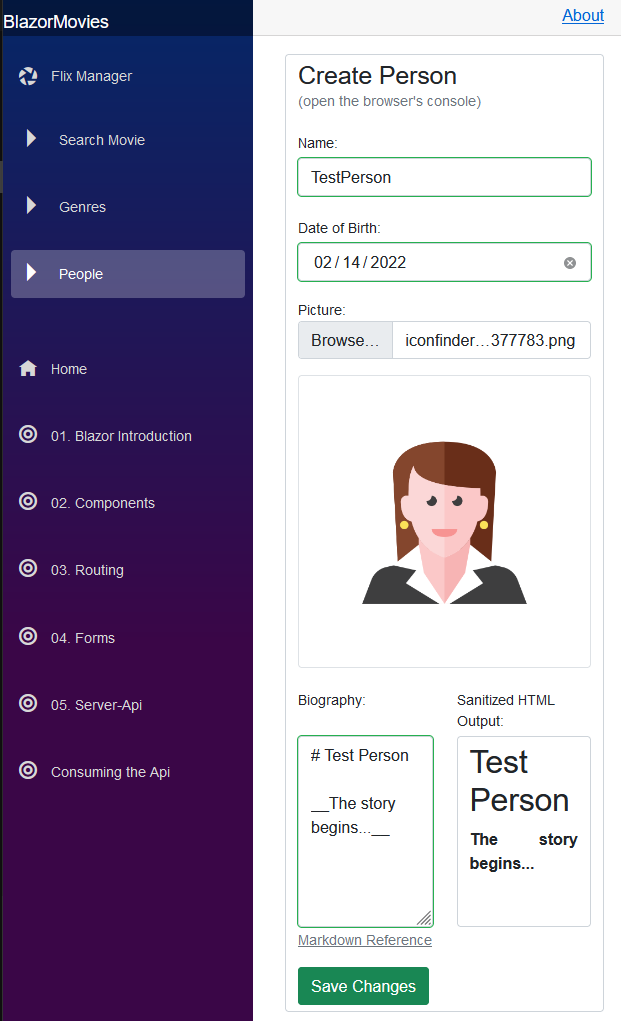 BlazorMovies
About
Flix Manager
Search Movie
Genres
People
Home
01. Blazor Introduction
02. Components
03. Routing
04. Forms
05. Server-Api
Consuming the Api
Create Person
(open the browser's console)
Name:
TestPerson
Date of Birth:
02 / 14 / 2022
Picture:
Browse... iconfinder...377783.png
Biography:
# Test Person
__The story
begins...__
Markdown Reference
Sanitized HTML
Output:
Test
Person
The story
begins...
Save Changes